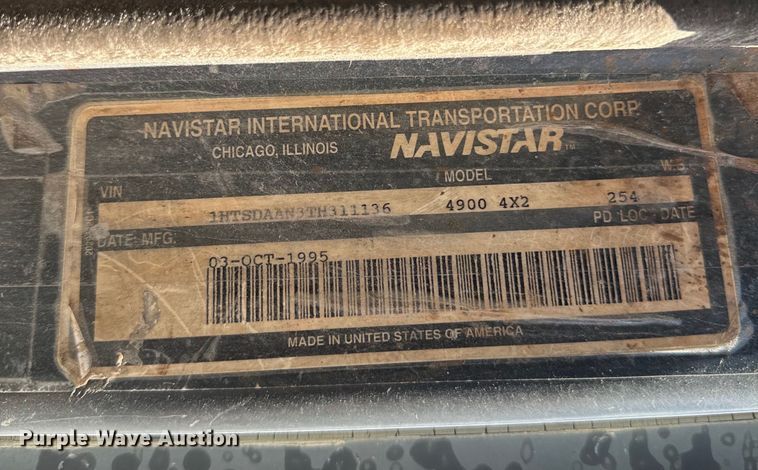 NAVISTAR INTERNATIONAL TRANSPORTATION CORP.
CHICAGO, ILLINOIS NAVISTAR TM
VIN MODEL W.B.
1HTSDAAN3TH311136 4900 4X2 254
DATE MFG. PD LOC DATE
03-OCT-1995
MADE IN UNITED STATES OF AMERICA
Purple Wave Auction